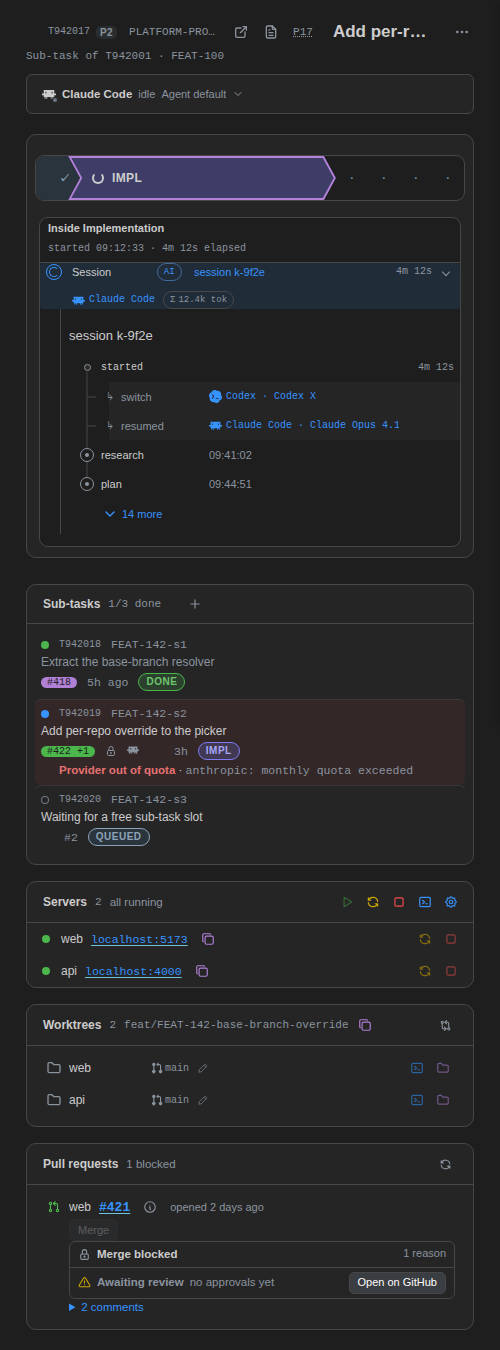 T942017 P2 PLATFORM-PRO… P17 Add per-r… ⋯
Sub-task of T942001 · FEAT-100
Claude Code idle Agent default
✓ IMPL · · · ·
Inside Implementation
started 09:12:33 · 4m 12s elapsed
Session AI session k-9f2e 4m 12s
Claude Code Σ 12.4k tok
session k-9f2e
started 4m 12s
↳ switch Codex · Codex X
↳ resumed Claude Code · Claude Opus 4.1
research 09:41:02
plan 09:44:51
14 more
Sub-tasks 1/3 done +
T942018 FEAT-142-s1
Extract the base-branch resolver
#418 5h ago DONE
T942019 FEAT-142-s2
Add per-repo override to the picker
#422 +1 3h IMPL
Provider out of quota · anthropic: monthly quota exceeded
T942020 FEAT-142-s3
Waiting for a free sub-task slot
#2 QUEUED
Servers 2 all running
web localhost:5173
api localhost:4000
Worktrees 2 feat/FEAT-142-base-branch-override
web main
api main
Pull requests 1 blocked
web #421 opened 2 days ago
Merge
Merge blocked 1 reason
Awaiting review no approvals yet Open on GitHub
2 comments